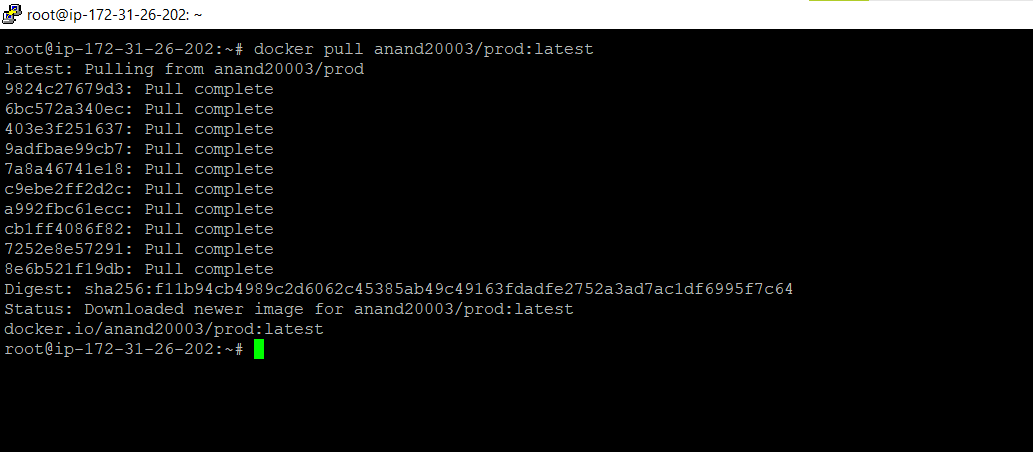 root@ip-172-31-26-202: ~
root@ip-172-31-26-202:~# docker pull anand20003/prod:latest
latest: Pulling from anand20003/prod
9824c27679d3: Pull complete
6bc572a340ec: Pull complete
403e3f251637: Pull complete
9adfbae99cb7: Pull complete
7a8a46741e18: Pull complete
c9ebe2ff2d2c: Pull complete
a992fbc61ecc: Pull complete
cb1ff4086f82: Pull complete
7252e8e57291: Pull complete
8e6b521f19db: Pull complete
Digest: sha256:f11b94cb4989c2d6062c45385ab49c49163fdadfe2752a3ad7ac1df6995f7c64
Status: Downloaded newer image for anand20003/prod:latest
docker.io/anand20003/prod:latest
root@ip-172-31-26-202:~#